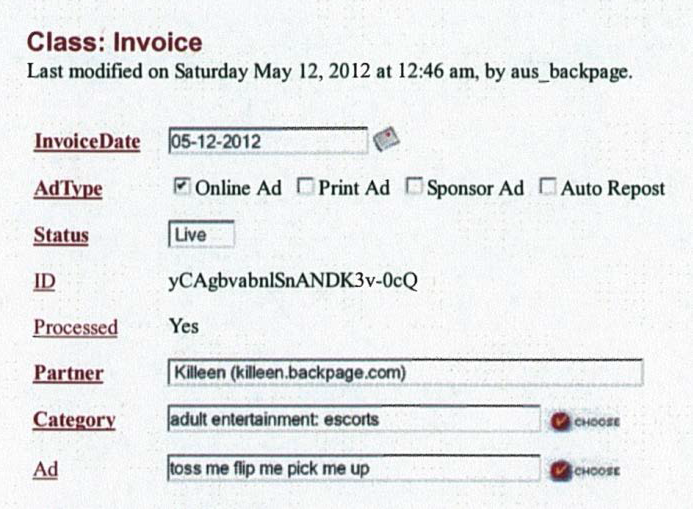 Class: Invoice
Last modified on Saturday May 12, 2012 at 12:46 am, by aus_backpage.
InvoiceDate 05-12-2012
AdType Online Ad Print Ad Sponsor Ad Auto Repost
Status Live
ID yCAgbvabnlSnANDK3v-0cQ
Processed Yes
Partner Killeen (killeen.backpage.com)
Category adult entertainment: escorts CHOOSE
Ad toss me flip me pick me up CHOOSE